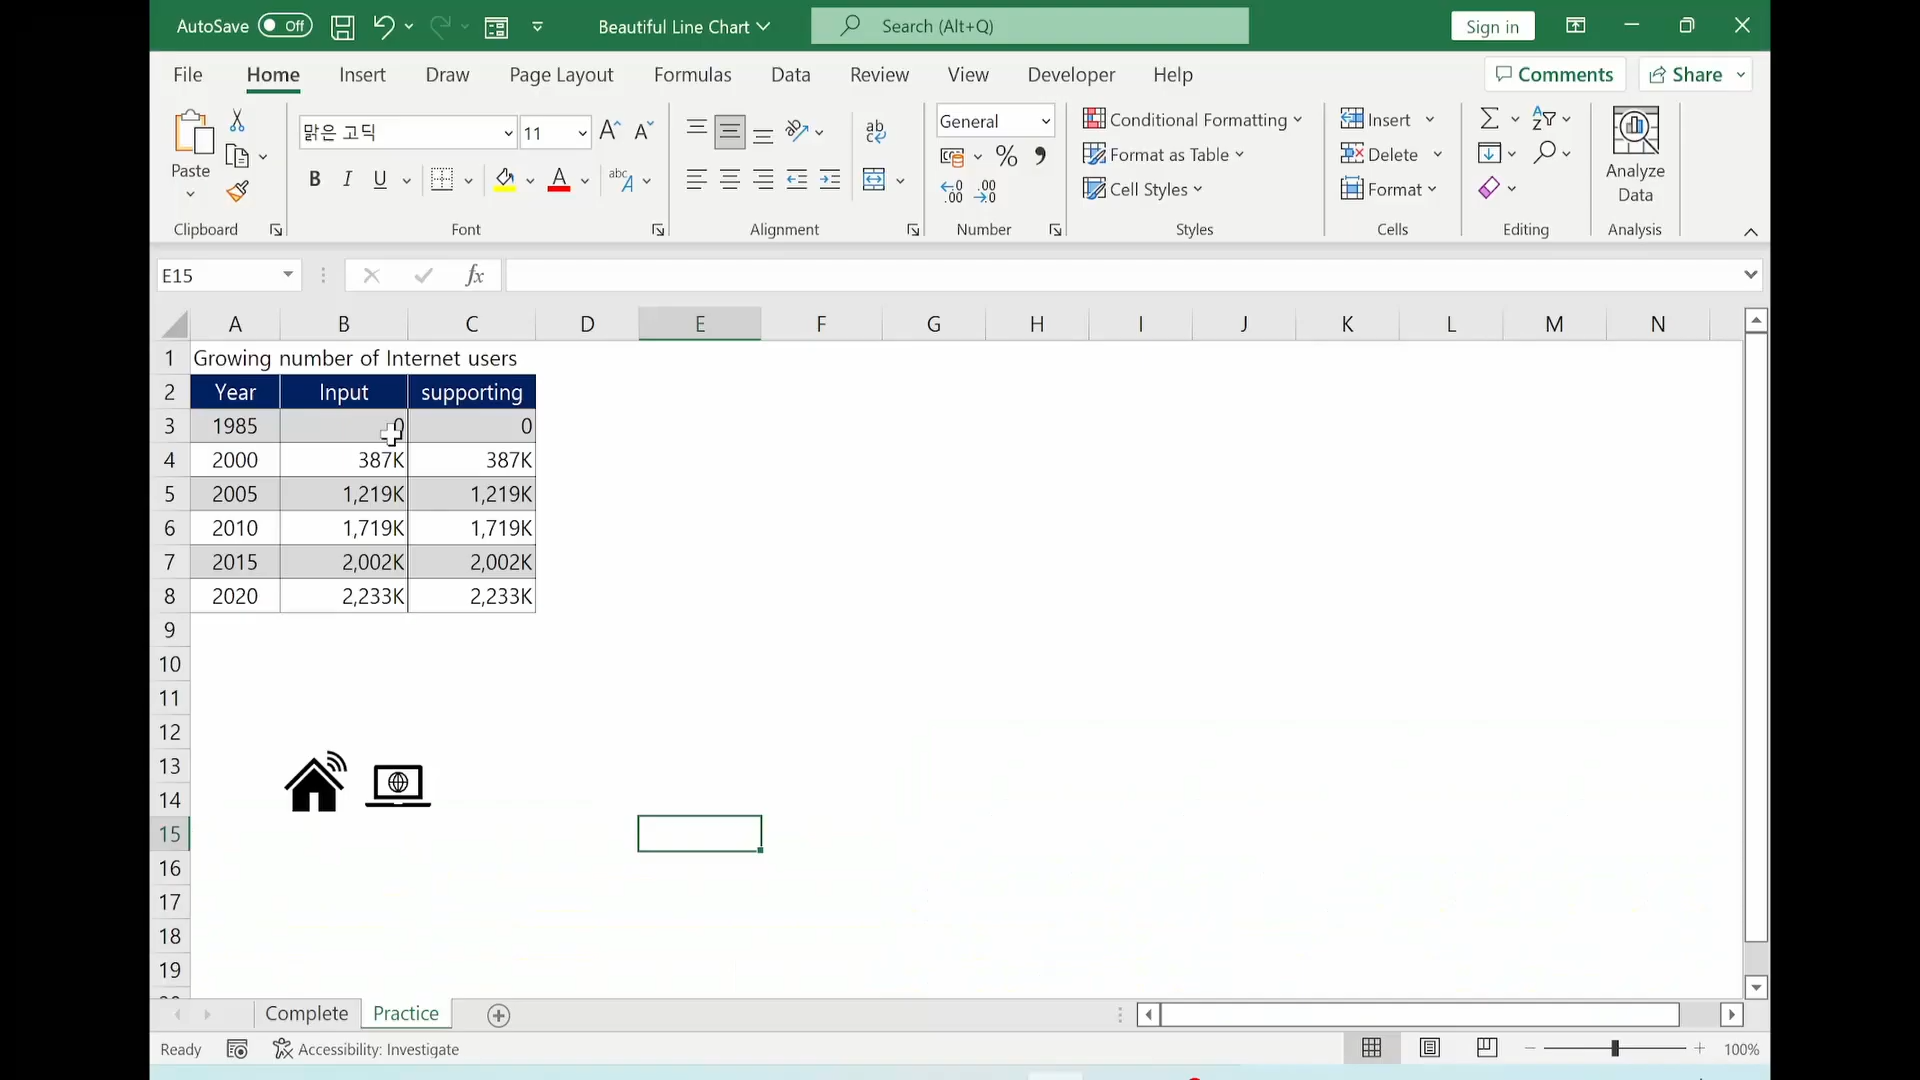 AutoSave Off Beautiful Line Chart Search (Alt+Q) Sign in
File Home Insert Draw Page Layout Formulas Data Review View Developer Help Comments Share
Paste
맑은 고딕 11
B I U
abc A
ab c
General
% 9
.00 .00
Conditional Formatting
Format as Table
Cell Styles
Insert
Delete
Format
Analyze
Data
Clipboard Font Alignment Number Styles Cells Editing Analysis
E15 fx
A B C D E F G H I J K L M N
1 Growing number of Internet users
2 Year Input supporting
3 1985 0 0
4 2000 387K 387K
5 2005 1,219K 1,219K
6 2010 1,719K 1,719K
7 2015 2,002K 2,002K
8 2020 2,233K 2,233K
9
10
11
12
13
14
15
16
17
18
19
Complete Practice
Ready Accessibility: Investigate 100%